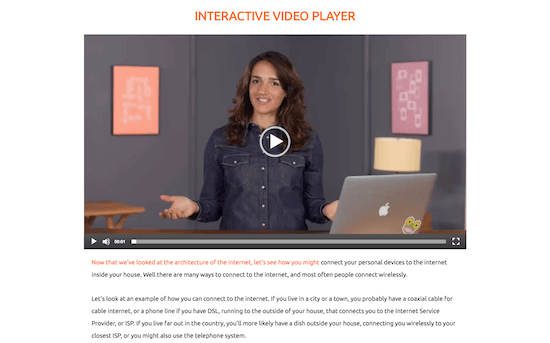 INTERACTIVE VIDEO PLAYER
00:01
Now that we've looked at the architecture of the internet, let's see how you might connect your personal devices to the internet
inside your house. Well there are many ways to connect to the internet, and most often people connect wirelessly.
Let's look at an example of how you can connect to the internet. If you live in a city or a town, you probably have a coaxial cable for
cable internet, or a phone line if you have DSL, running to the outside of your house, that connects you to the Internet Service
Provider, or ISP. If you live far out in the country, you'll more likely have a dish outside your house, connecting you wirelessly to your
closest ISP, or you might also use the telephone system.